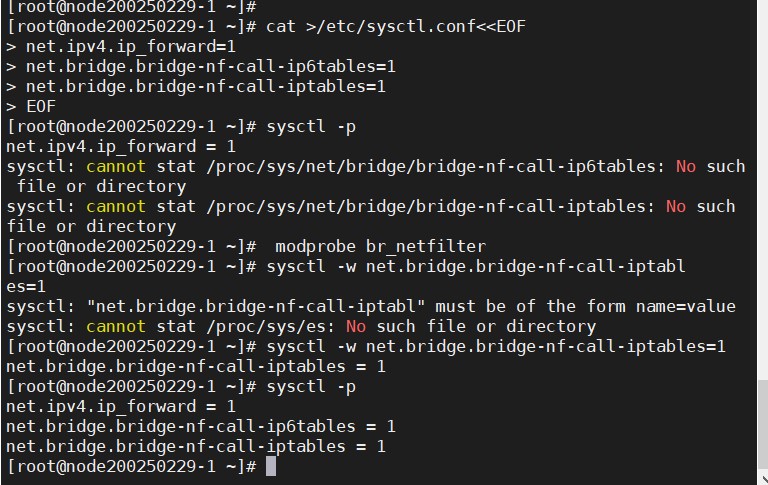 [root@node200250229-1 ~]#
[root@node200250229-1 ~]# cat >/etc/sysctl.conf<<EOF
> net.ipv4.ip_forward=1
> net.bridge.bridge-nf-call-ip6tables=1
> net.bridge.bridge-nf-call-iptables=1
> EOF
[root@node200250229-1 ~]# sysctl -p
net.ipv4.ip_forward = 1
sysctl: cannot stat /proc/sys/net/bridge/bridge-nf-call-ip6tables: No such
 file or directory
sysctl: cannot stat /proc/sys/net/bridge/bridge-nf-call-iptables: No such
file or directory
[root@node200250229-1 ~]#  modprobe br_netfilter
[root@node200250229-1 ~]# sysctl -w net.bridge.bridge-nf-call-iptabl
es=1
sysctl: "net.bridge.bridge-nf-call-iptabl" must be of the form name=value
sysctl: cannot stat /proc/sys/es: No such file or directory
[root@node200250229-1 ~]# sysctl -w net.bridge.bridge-nf-call-iptables=1
net.bridge.bridge-nf-call-iptables = 1
[root@node200250229-1 ~]# sysctl -p
net.ipv4.ip_forward = 1
net.bridge.bridge-nf-call-ip6tables = 1
net.bridge.bridge-nf-call-iptables = 1
[root@node200250229-1 ~]#